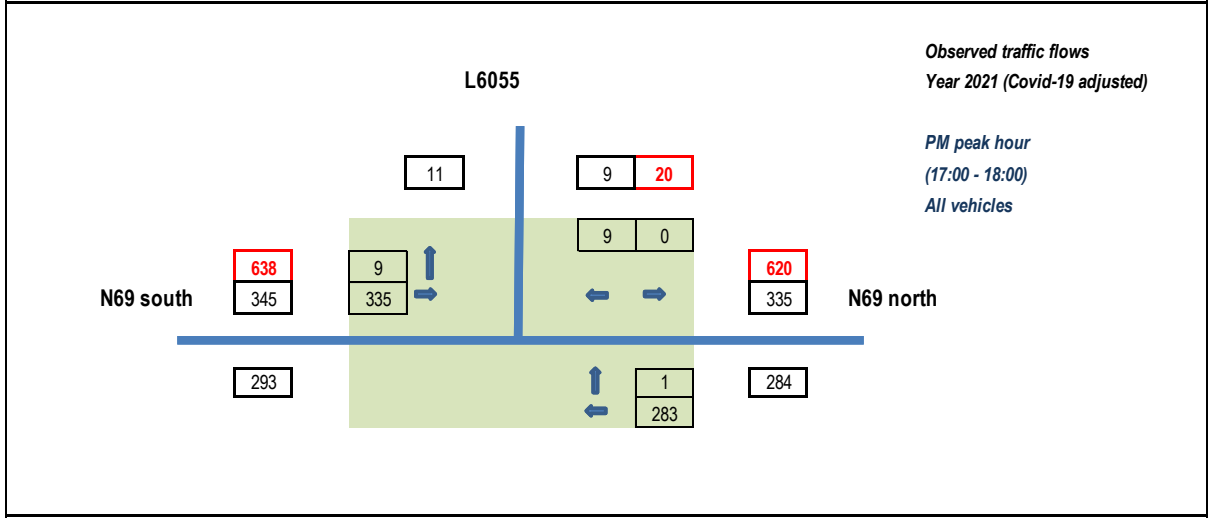 Observed traffic flows
L6055
Year 2021 (Covid-19 adjusted)
PM peak hour
11 9 20
(17:00 - 18:00)
All vehicles
9 0
638 9 620
N69 south 345 335 335 N69 north
293 1 284
283